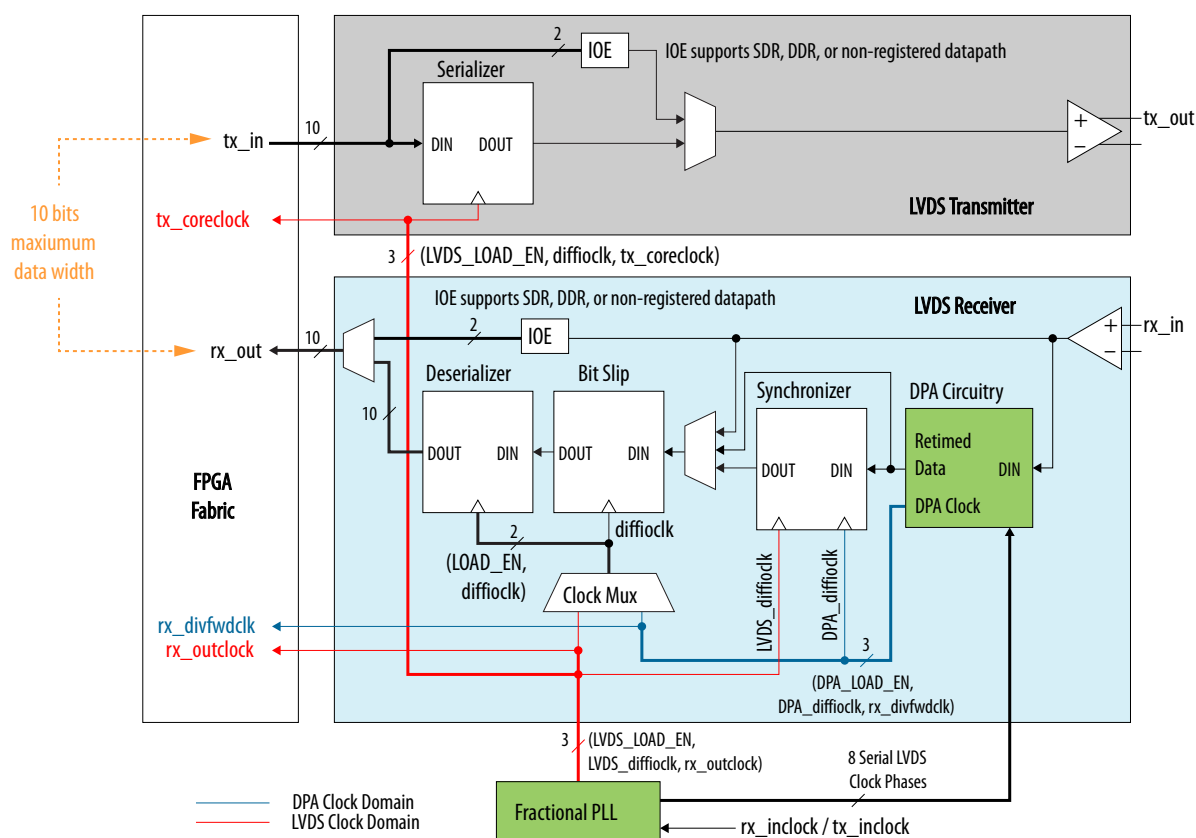 2
IOE
IOE supports SDR, DDR, or non-registered datapath
Serializer
tx_in
10
DIN
DOUT
+
−
tx_out
10 bits
maxiumum
data width
tx_coreclock
LVDS Transmitter
3
(LVDS_LOAD_EN, diffioclk, tx_coreclock)
IOE supports SDR, DDR, or non-registered datapath
LVDS Receiver
rx_out
10
2
IOE
+
−
rx_in
Deserializer
Bit Slip
Synchronizer
DPA Circuitry
10
DOUT
DIN
DOUT
DIN
DOUT
DIN
Retimed
Data
DIN
DPA Clock
FPGA
Fabric
2
diffioclk
(LOAD_EN,
diffioclk)
Clock Mux
LVDS_diffioclk
DPA_diffioclk
rx_divfwdclk
rx_outclock
3
(DPA_LOAD_EN,
DPA_diffioclk, rx_divfwdclk)
3
(LVDS_LOAD_EN,
LVDS_diffioclk, rx_outclock)
8 Serial LVDS
Clock Phases
Fractional PLL
rx_inclock / tx_inclock
DPA Clock Domain
LVDS Clock Domain